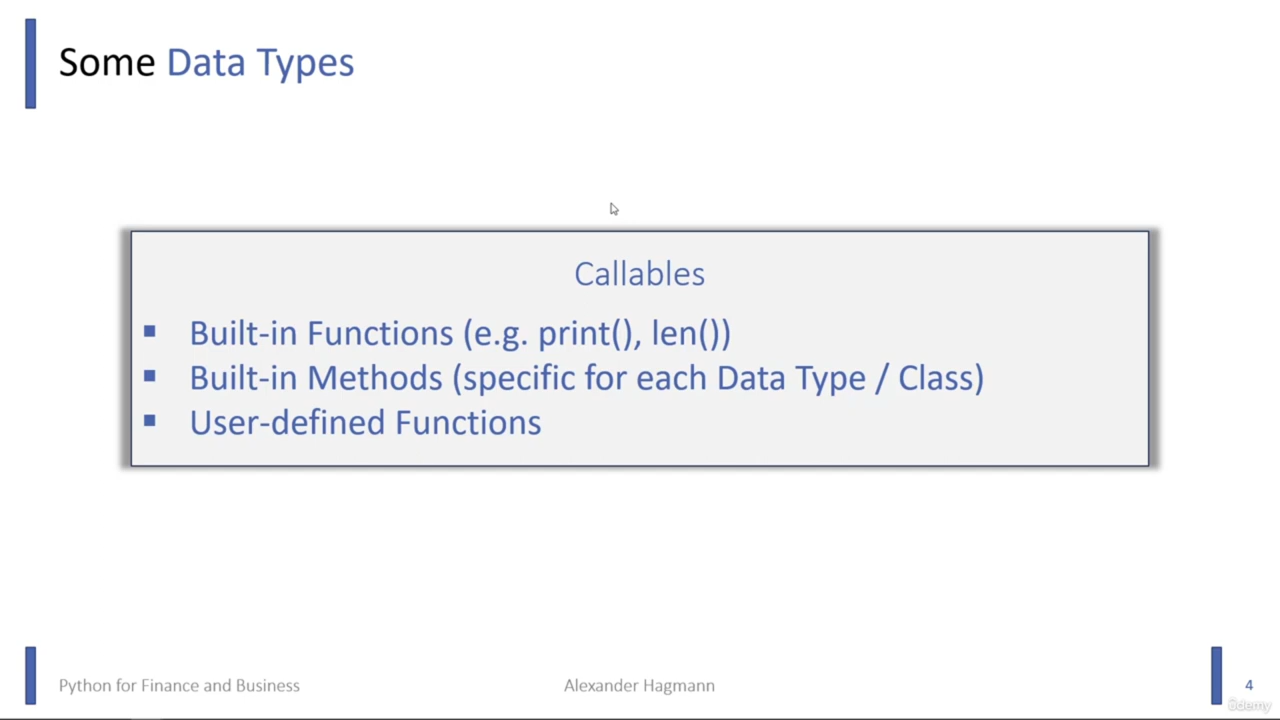 Some Data Types
Callables
▪ Built-in Functions (e.g. print(), len())
▪ Built-in Methods (specific for each Data Type / Class)
▪ User-defined Functions
Python for Finance and Business
Alexander Hagmann
4
ûdemy